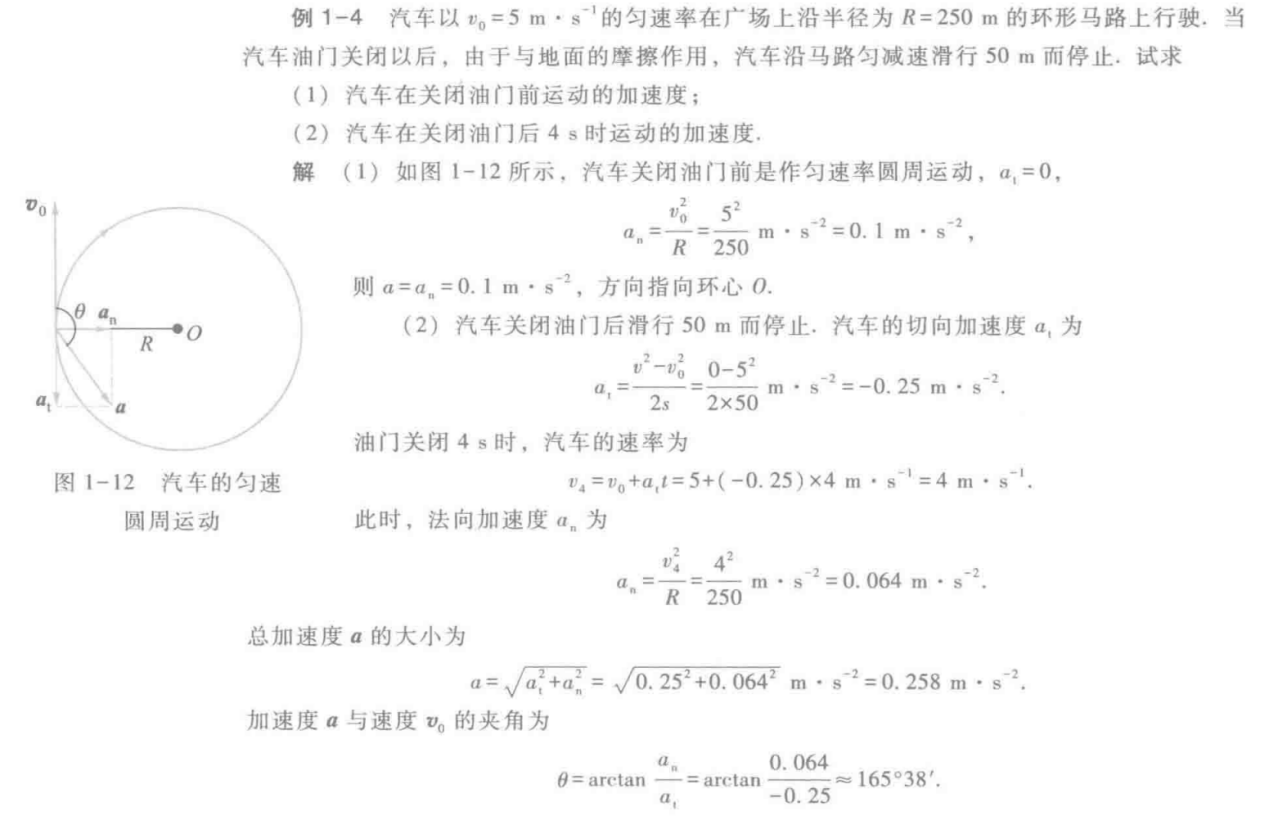 例 1-4 汽车以 v₀=5 m·s⁻¹的匀速率在广场上沿半径为 R=250 m 的环形马路上行驶. 当
汽车油门关闭以后，由于与地面的摩擦作用，汽车沿马路匀减速滑行 50 m 而停止. 试求
(1) 汽车在关闭油门前运动的加速度；
(2) 汽车在关闭油门后 4 s 时运动的加速度.
解 (1) 如图 1-12 所示，汽车关闭油门前是作匀速率圆周运动，aₜ=0，
aₙ=v₀²/R=5²/250 m·s⁻²=0.1 m·s⁻²，
则 a=aₙ=0.1 m·s⁻²，方向指向环心 O.
(2) 汽车关闭油门后滑行 50 m 而停止. 汽车的切向加速度 aₜ 为
aₜ=(v²-v₀²)/2s=(0-5²)/(2×50) m·s⁻²=-0.25 m·s⁻².
油门关闭 4 s 时，汽车的速率为
v₄=v₀+aₜt=5+(-0.25)×4 m·s⁻¹=4 m·s⁻¹.
此时，法向加速度 aₙ 为
aₙ=v₄²/R=4²/250 m·s⁻²=0.064 m·s⁻².
v₀
θ aₙ
R
O
aₜ
a
图 1-12 汽车的匀速
圆周运动
总加速度 a 的大小为
a=√(aₜ²+aₙ²)=√(0.25²+0.064²) m·s⁻²=0.258 m·s⁻².
加速度 a 与速度 v₀ 的夹角为
θ=arctan aₙ/aₜ=arctan 0.064/-0.25≈165°38′.